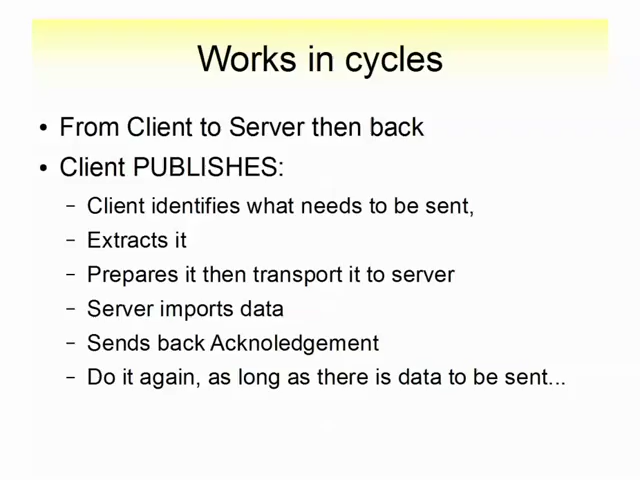 Works in cycles
• From Client to Server then back
• Client PUBLISHES:
– Client identifies what needs to be sent,
– Extracts it
– Prepares it then transport it to server
– Server imports data
– Sends back Acknoledgement
– Do it again, as long as there is data to be sent...